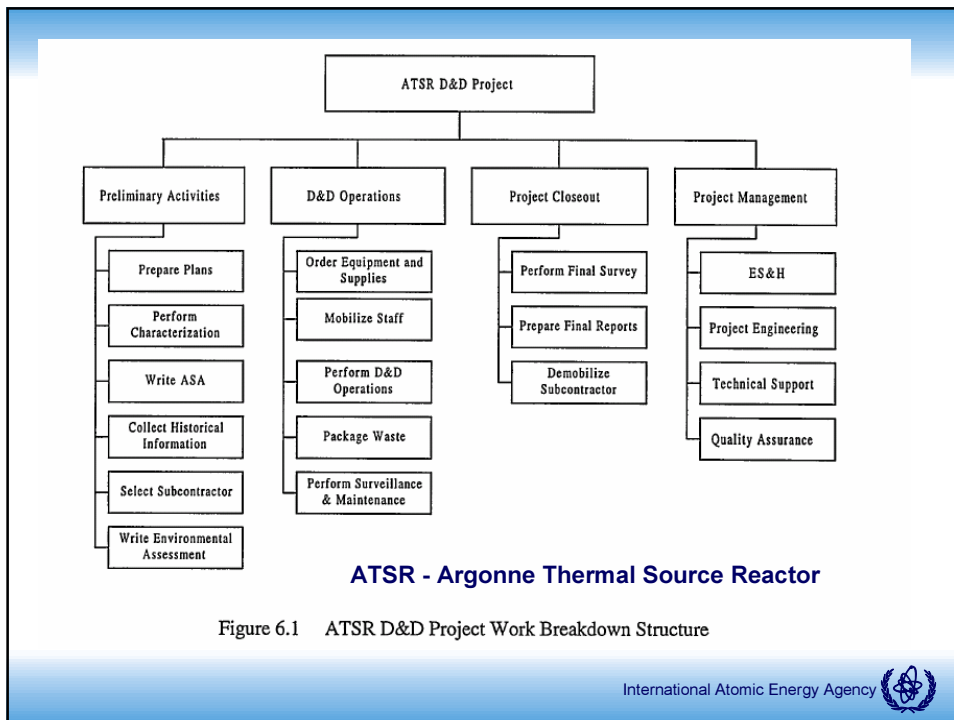 ATSR D&D Project
Preliminary Activities
Prepare Plans
Perform
Characterization
Write ASA
Collect Historical
Information
Select Subcontractor
Write Environmental
Assessment
D&D Operations
Order Equipment and
Supplies
Mobilize Staff
Perform D&D
Operations
Package Waste
Perform Surveillance
& Maintenance
Project Closeout
Perform Final Survey
Prepare Final Reports
Demobilize
Subcontractor
Project Management
ES&H
Project Engineering
Technical Support
Quality Assurance
ATSR - Argonne Thermal Source Reactor
Figure 6.1 ATSR D&D Project Work Breakdown Structure
International Atomic Energy Agency